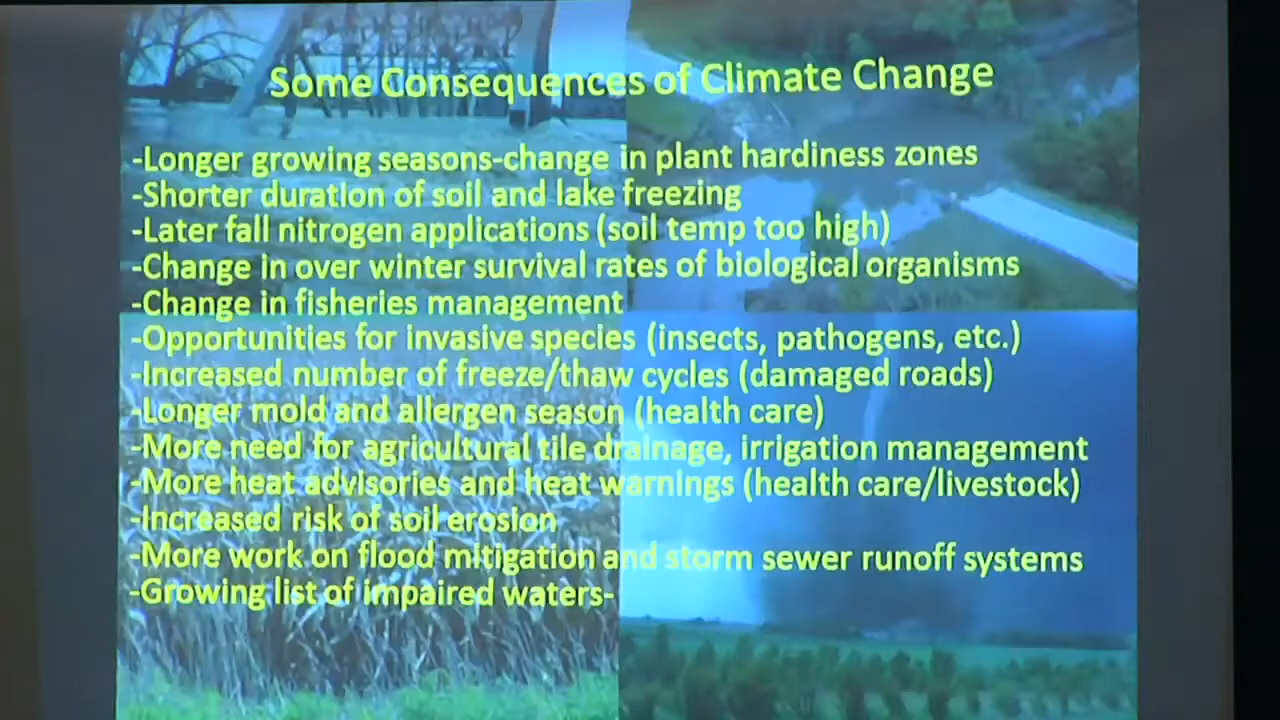 Some Consequences of Climate Change
-Longer growing seasons-change in plant hardiness zones
-Shorter duration of soil and lake freezing
-Later fall nitrogen applications (soil temp too high)
-Change in over winter survival rates of biological organisms
-Change in fisheries management
-Opportunities for invasive species (insects, pathogens, etc.)
-Increased number of freeze/thaw cycles (damaged roads)
-Longer mold and allergen season (health care)
-More need for agricultural tile drainage, irrigation management
-More heat advisories and heat warnings (health care/livestock)
-Increased risk of soil erosion
-More work on flood mitigation and storm sewer runoff systems
-Growing list of impaired waters-